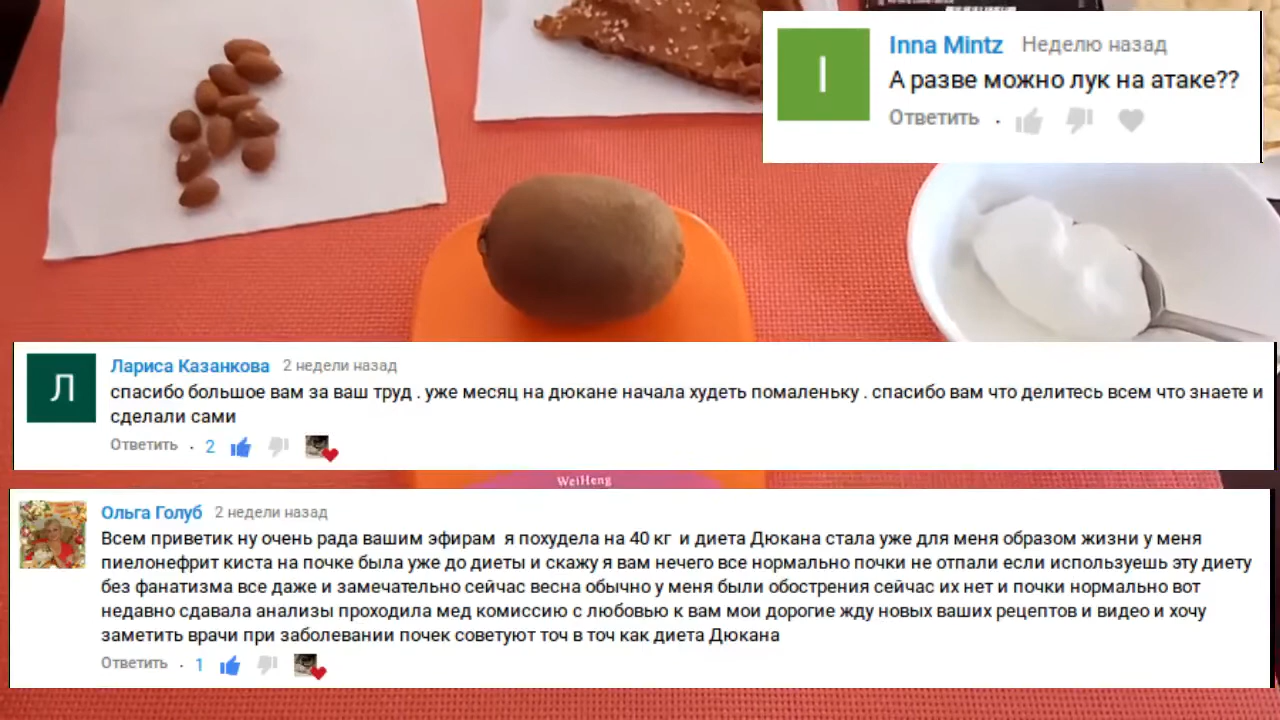 I
Inna Mintz Неделю назад
А разве можно лук на атаке??
Ответить
Л
Лариса Казанкова 2 недели назад
спасибо большое вам за ваш труд . уже месяц на дюкане начала худеть помаленьку . спасибо вам что делитесь всем что знаете и
сделали сами
Ответить · 2
WeiHeng
Ольга Голуб 2 недели назад
Всем приветик ну очень рада вашим эфирам я похудела на 40 кг и диета Дюкана стала уже для меня образом жизни у меня
пиелонефрит киста на почке была уже до диеты и скажу я вам нечего все нормально почки не отпали если используешь эту диету
без фанатизма все даже и замечательно сейчас весна обычно у меня были обострения сейчас их нет и почки нормально вот
недавно сдавала анализы проходила мед комиссию с любовью к вам мои дорогие жду новых ваших рецептов и видео и хочу
заметить врачи при заболевании почек советуют точ в точ как диета Дюкана
Ответить · 1